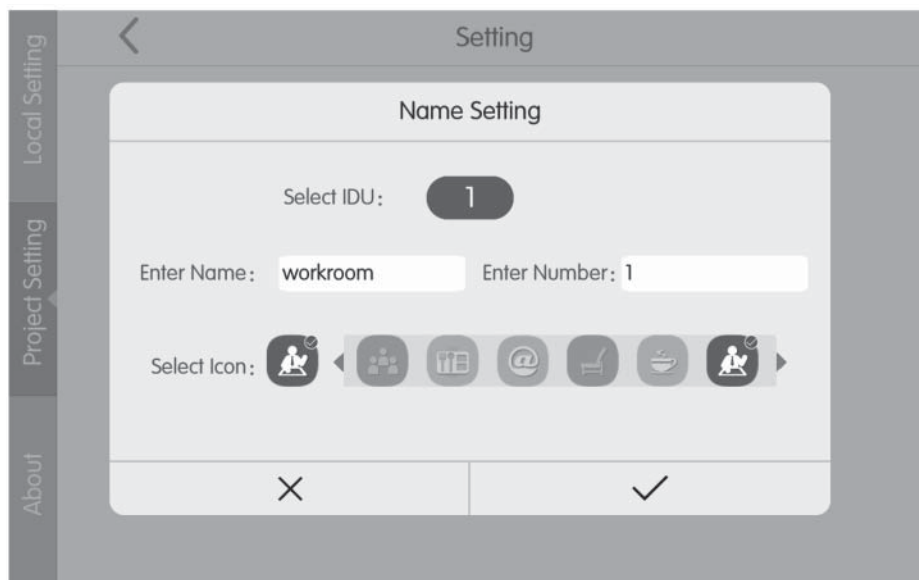 Setting
Local Setting
Project Setting
About
Name Setting
Select IDU: 1
Enter Name: workroom Enter Number: 1
Select Icon: @